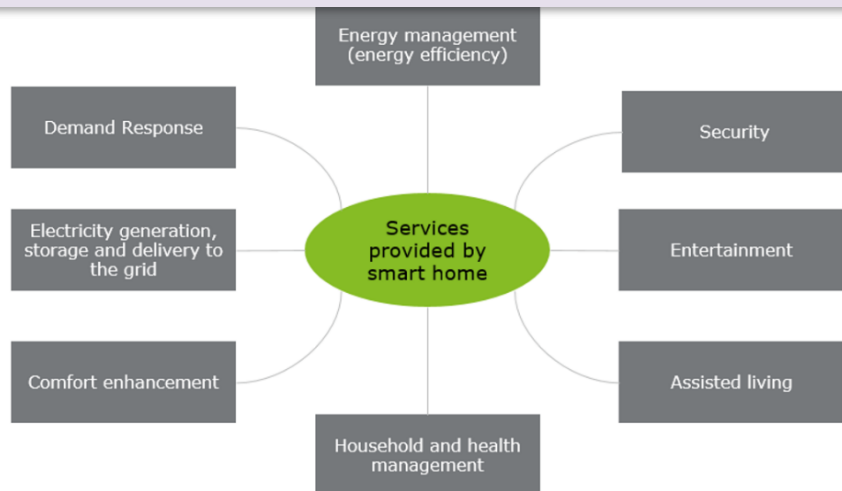 Energy management
(energy efficiency)
Demand Response
Security
Electricity generation,
storage and delivery to
the grid
Services
provided by
smart home
Entertainment
Comfort enhancement
Assisted living
Household and health
management